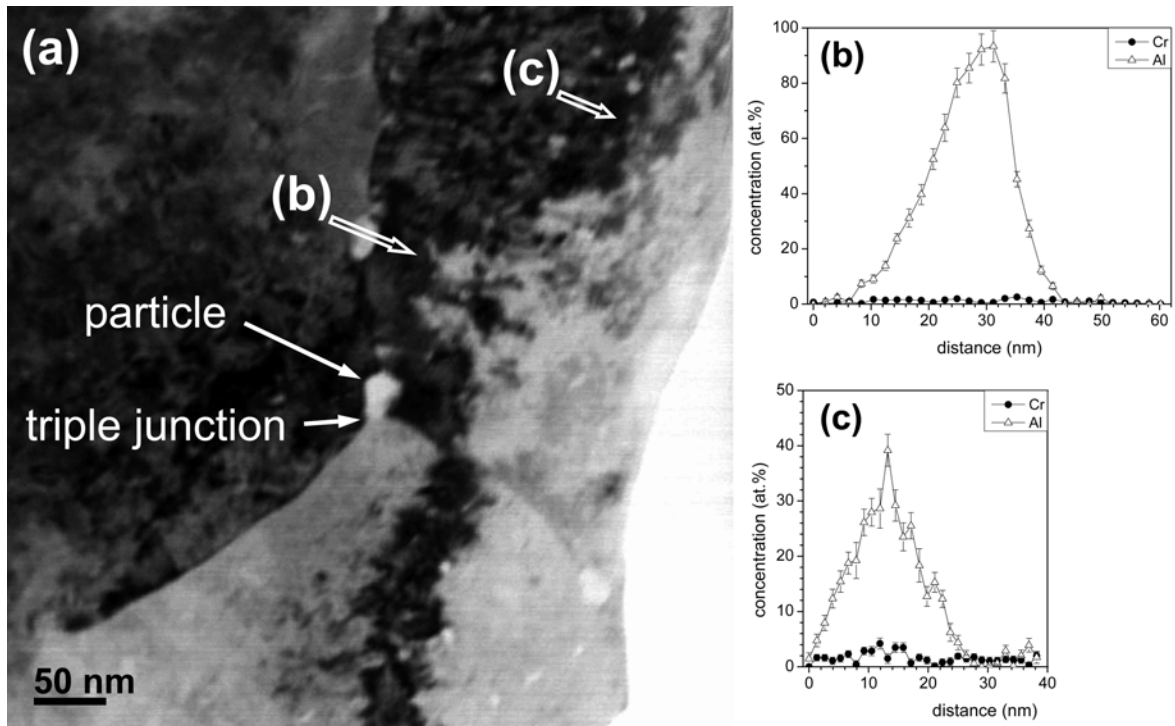 (a)
(c)
(b)
particle
triple junction
50 nm
(b)
Cr
Al
100
80
60
40
20
0
concentration (at.%)
0 10 20 30 40 50 60
distance (nm)
(c)
Cr
Al
50
40
30
20
10
0
concentration (at.%)
0 10 20 30 40
distance (nm)